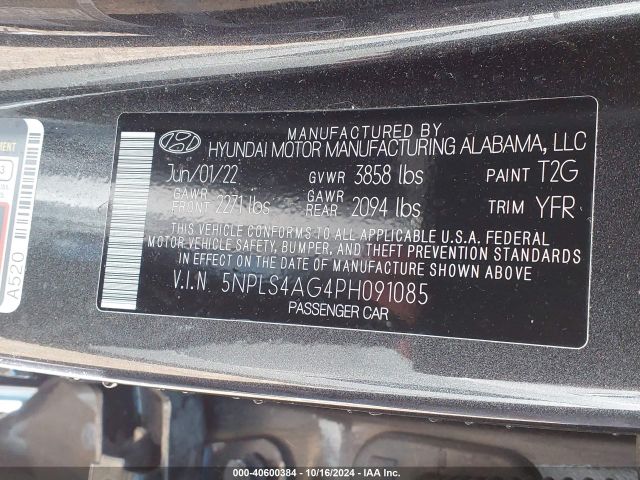 MANUFACTURED BY
HYUNDAI MOTOR MANUFACTURING ALABAMA, LLC
Jun/01/22 GVWR 3858 lbs PAINT T2G
GAWR FRONT 2271 lbs GAWR REAR 2094 lbs TRIM YFR
THIS VEHICLE CONFORMS TO ALL APPLICABLE U.S.A. FEDERAL
MOTOR VEHICLE SAFETY, BUMPER, AND THEFT PREVENTION STANDARDS
IN EFFECT ON THE DATE OF MANUFACTURE SHOWN ABOVE
V.I.N. 5NPLS4AG4PH091085
PASSENGER CAR
A520
000-40600384 | 10/16/2024 | IAA Inc.